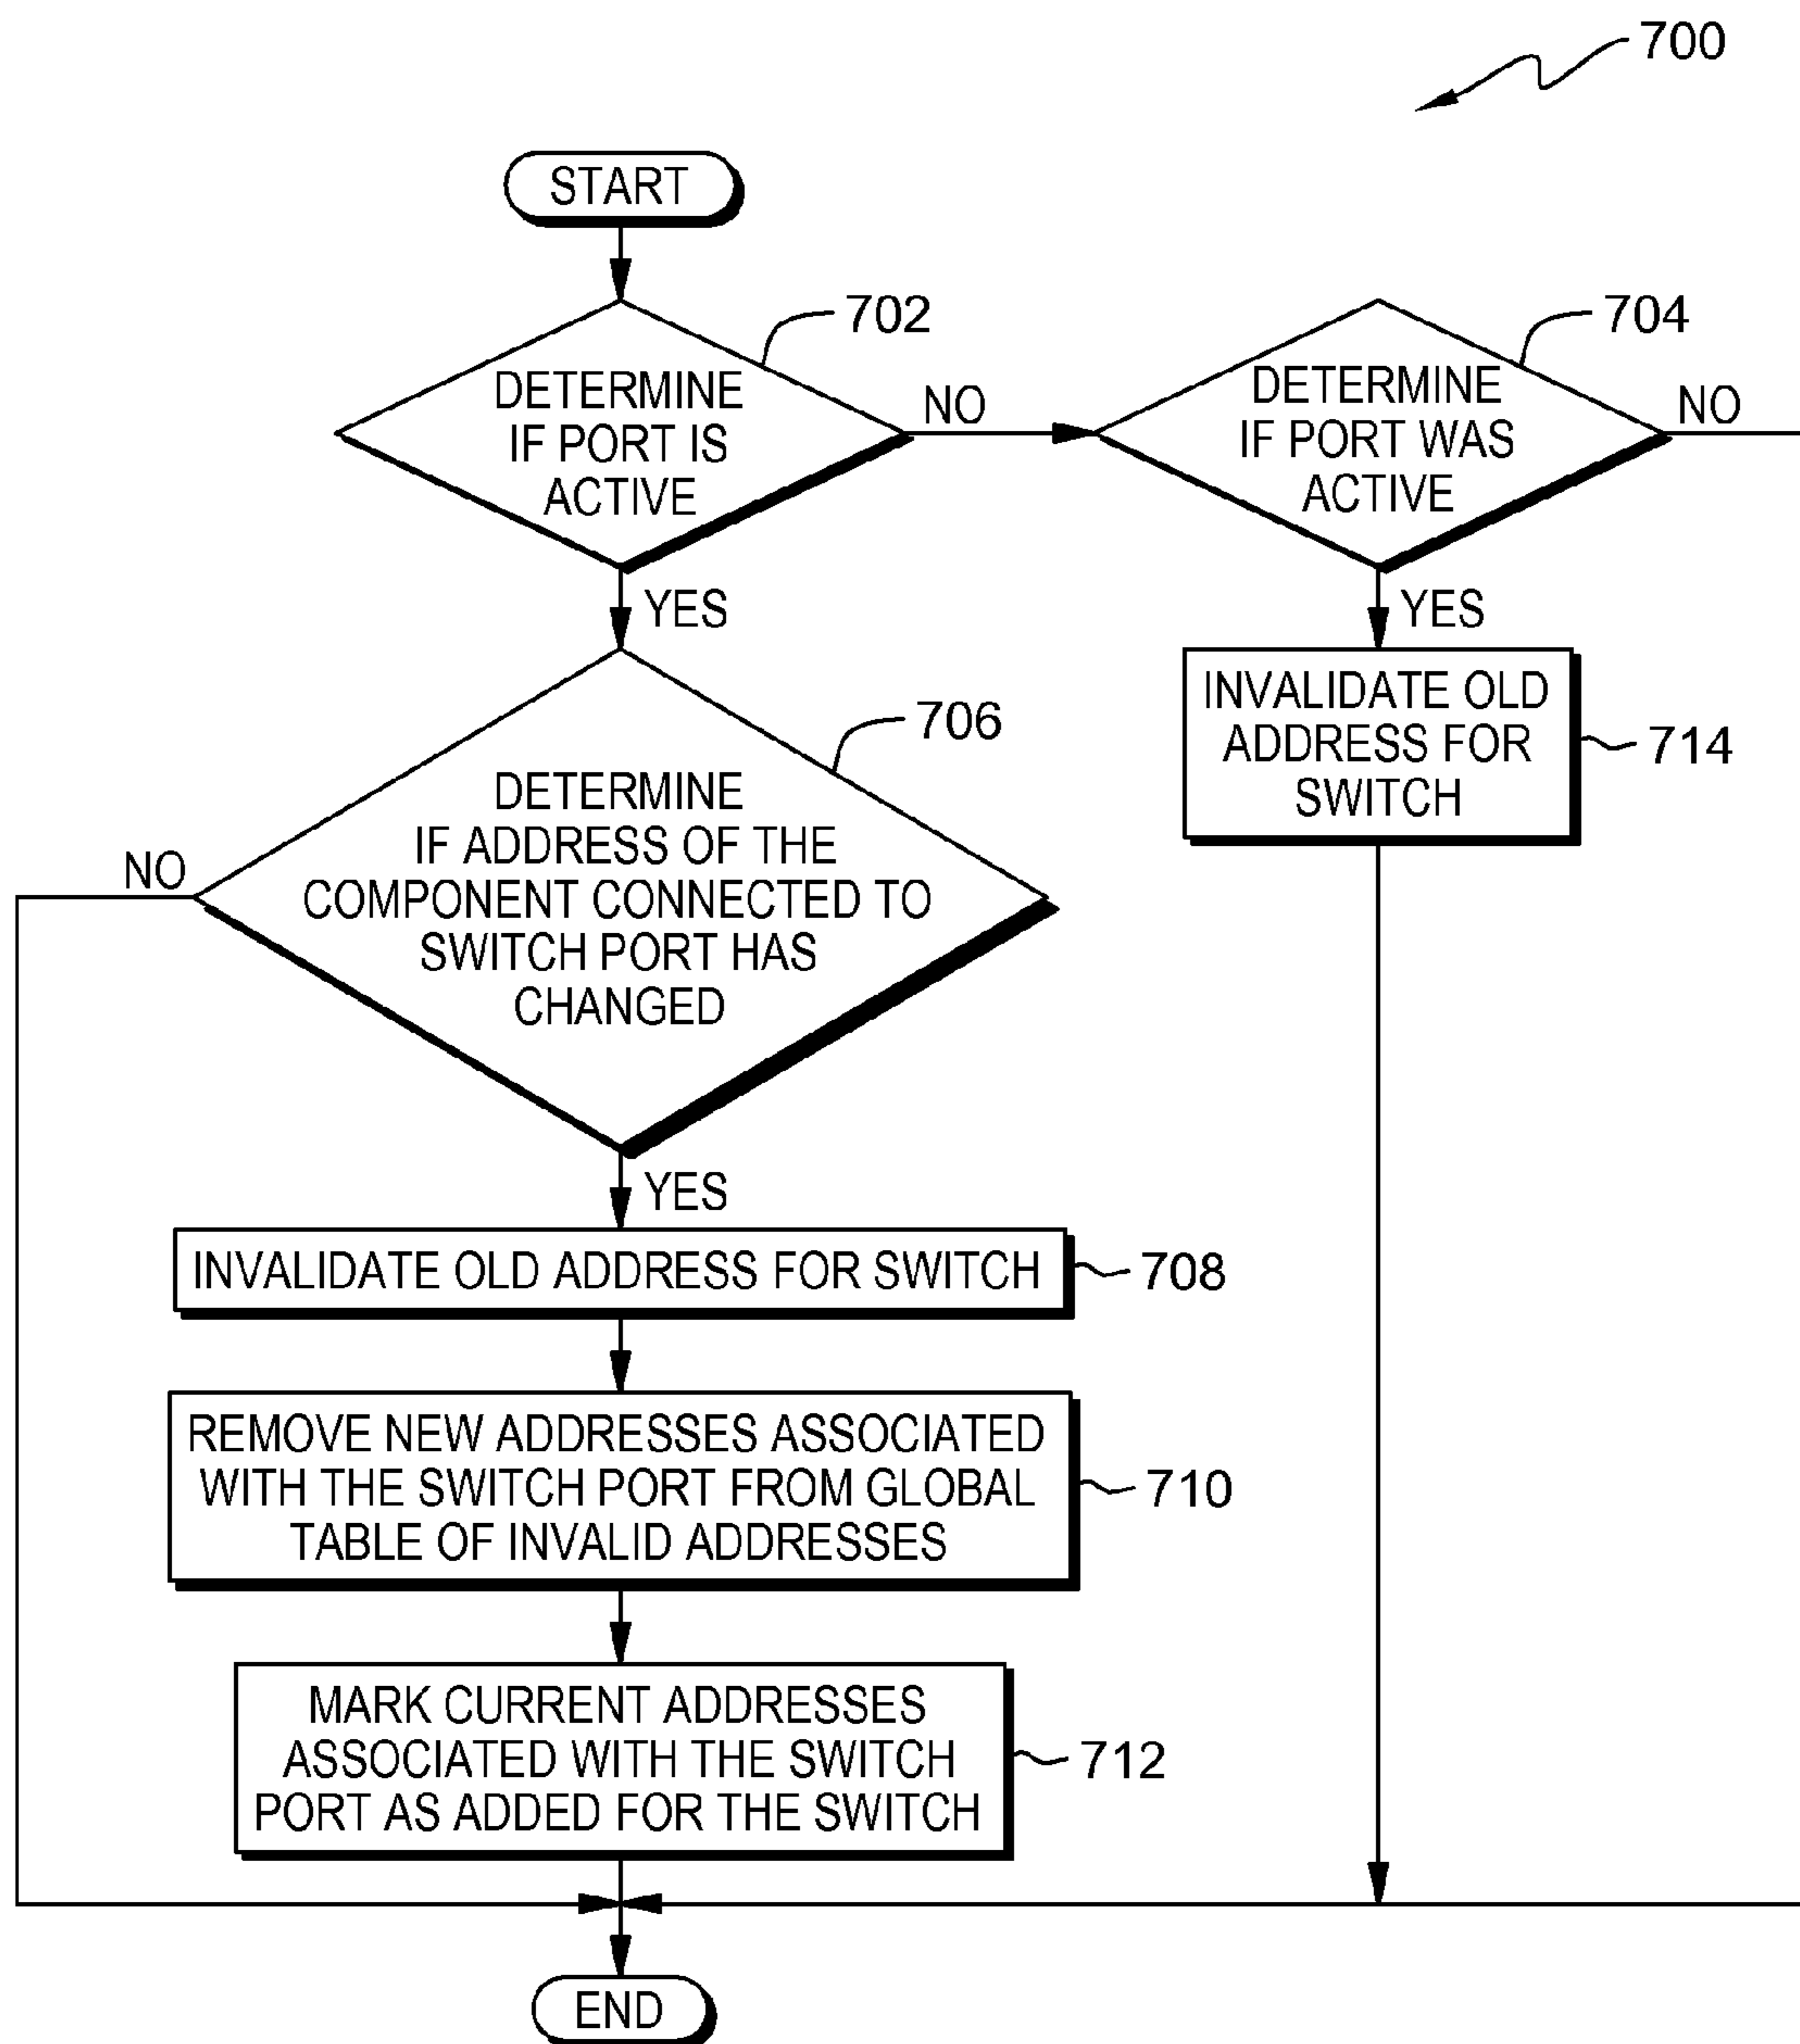 700
START
702
DETERMINE
IF PORT IS
ACTIVE
NO
704
DETERMINE
IF PORT WAS
ACTIVE
NO
YES
YES
INVALIDATE OLD
ADDRESS FOR
SWITCH
714
706
DETERMINE
IF ADDRESS OF THE
COMPONENT CONNECTED TO
SWITCH PORT HAS
CHANGED
NO
YES
INVALIDATE OLD ADDRESS FOR SWITCH
708
REMOVE NEW ADDRESSES ASSOCIATED
WITH THE SWITCH PORT FROM GLOBAL
TABLE OF INVALID ADDRESSES
710
MARK CURRENT ADDRESSES
ASSOCIATED WITH THE SWITCH
PORT AS ADDED FOR THE SWITCH
712
END